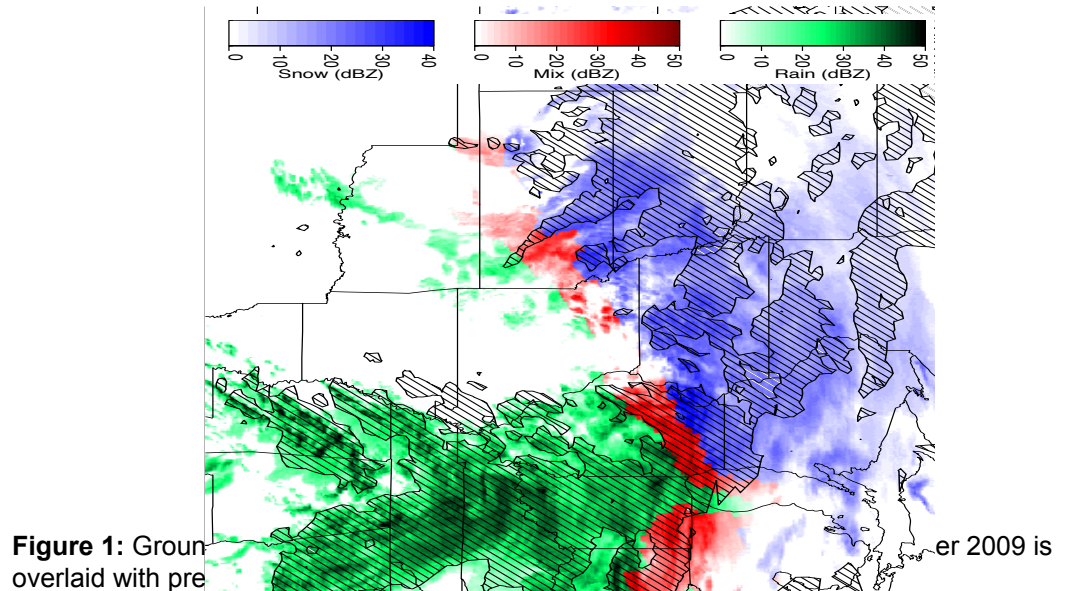 0 10 20 30 40 0 10 20 30 40 50 0 10 20 30 40 50
Snow (dBZ) Mix (dBZ) Rain (dBZ)
Figure 1: Groun er 2009 is
overlaid with pre